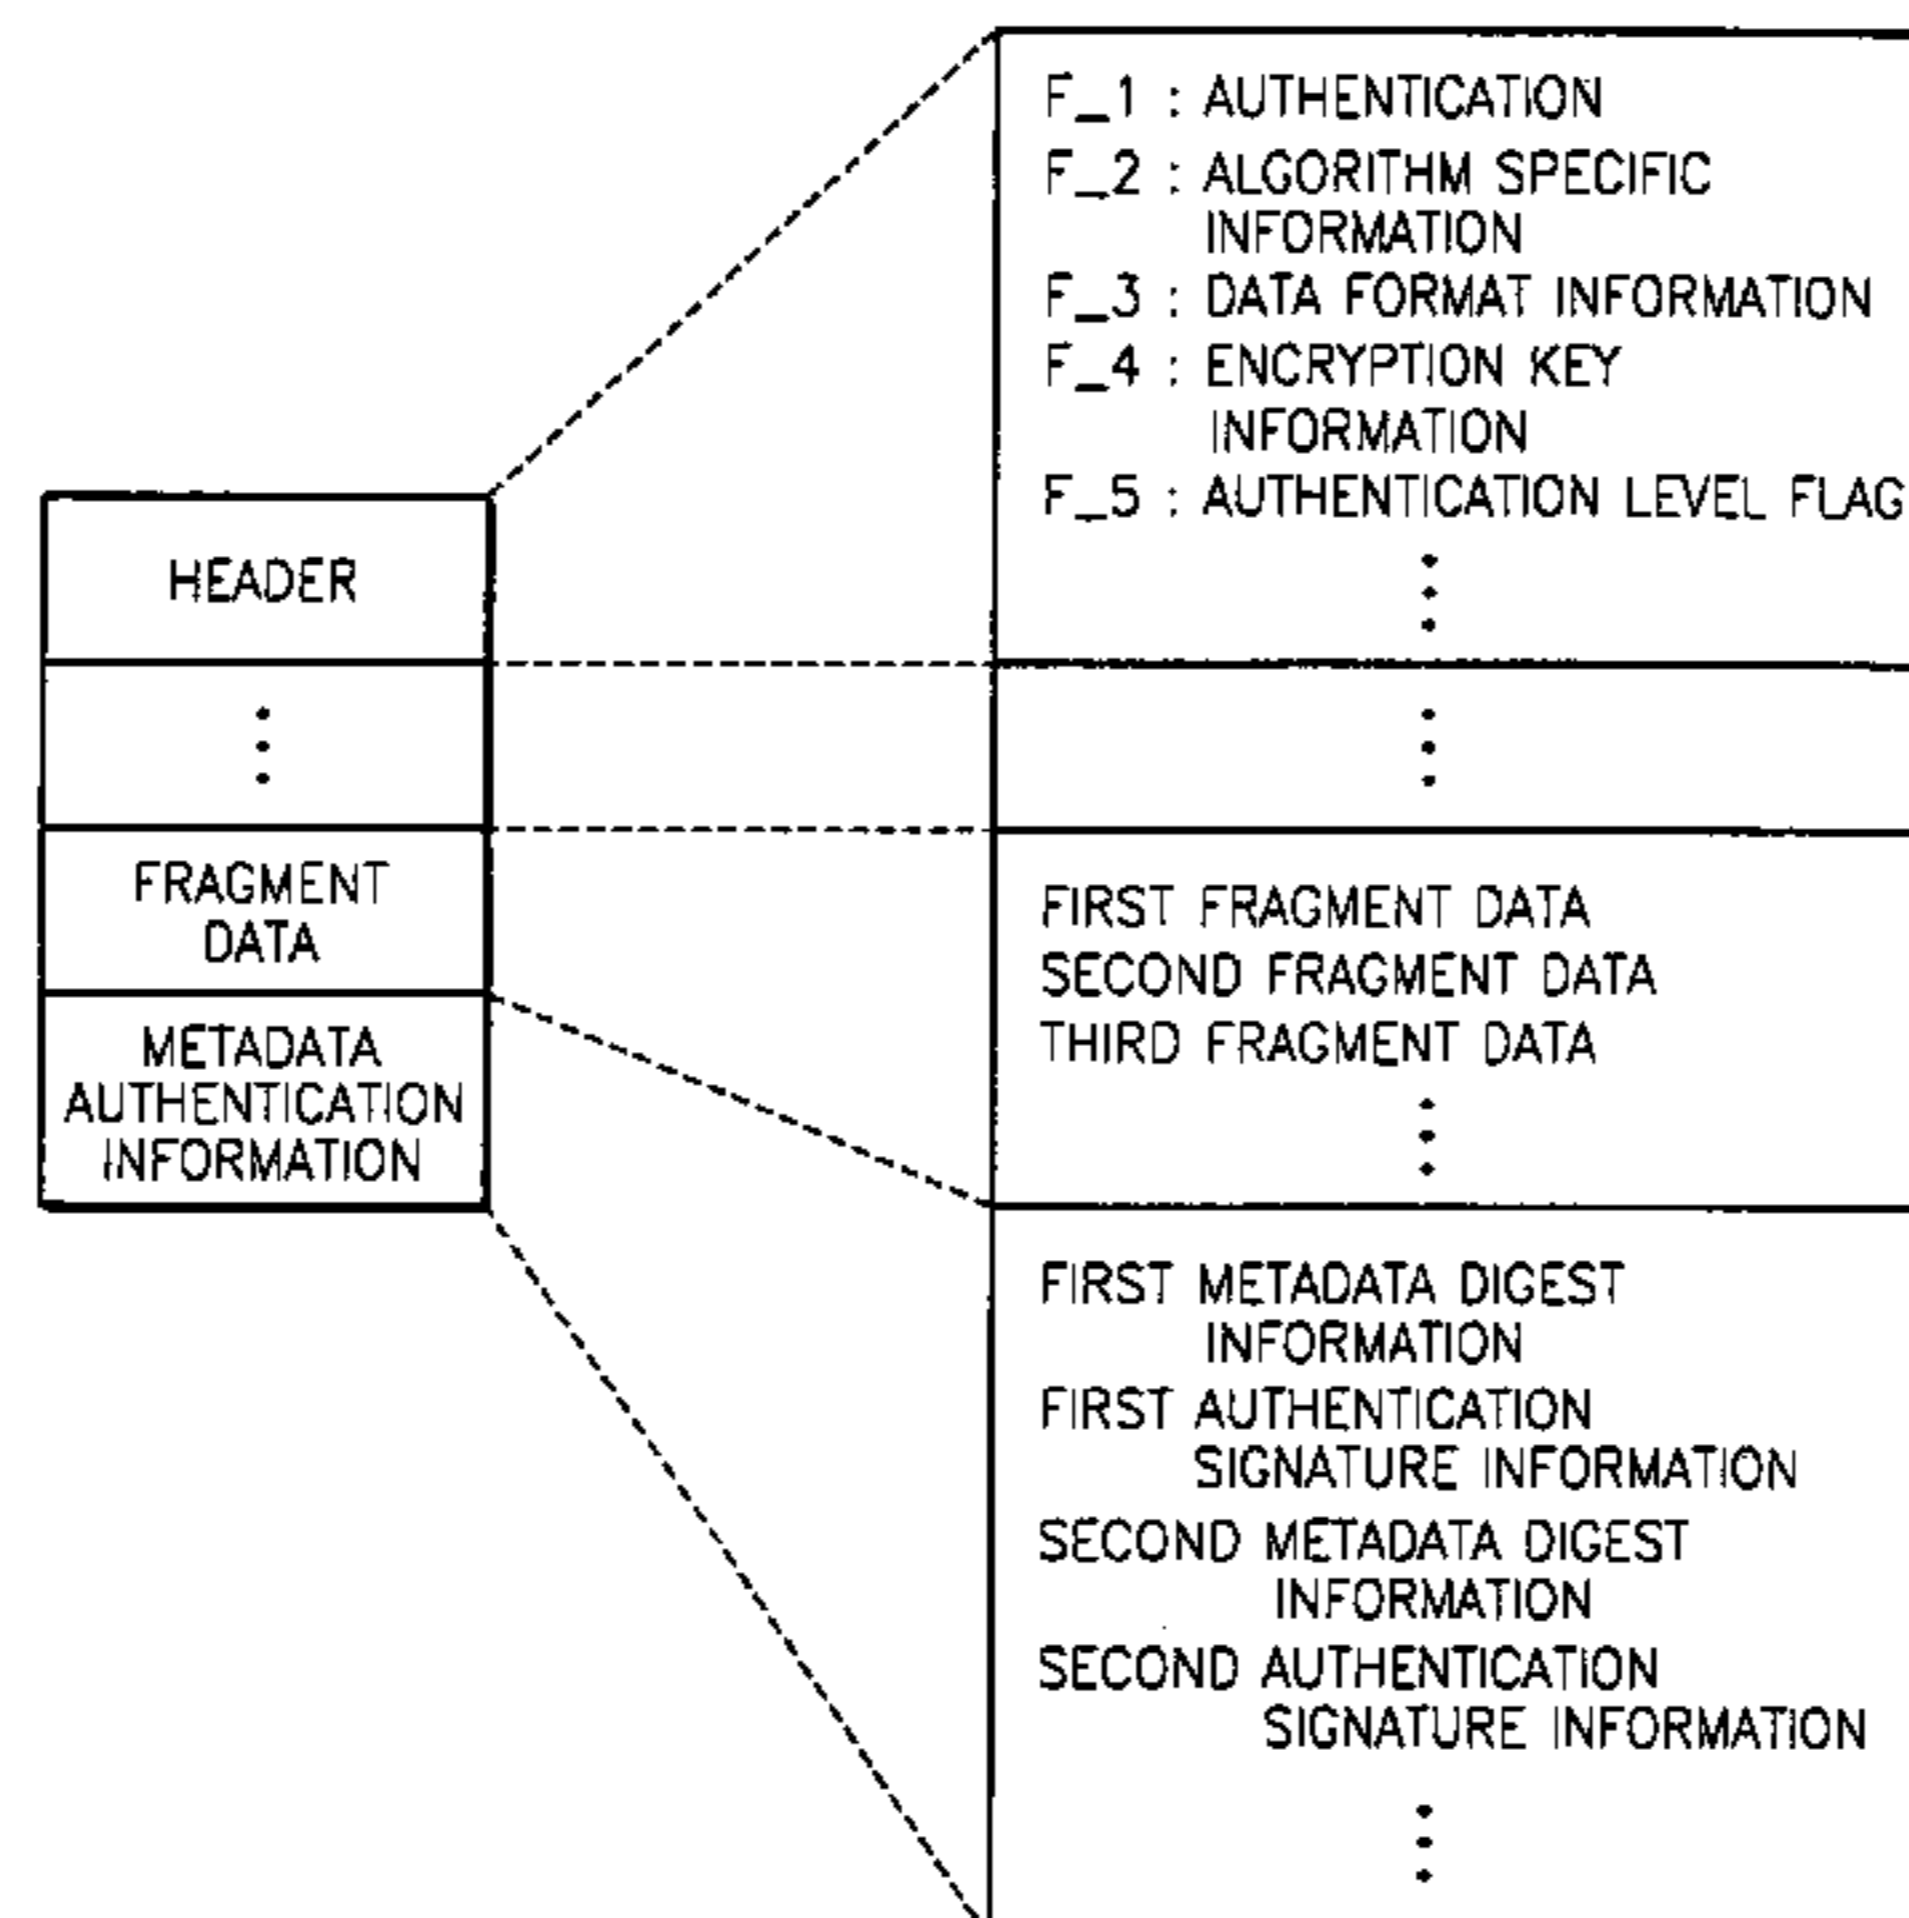 HEADER
FRAGMENT
DATA
METADATA
AUTHENTICATION
INFORMATION
F_1 : AUTHENTICATION
F_2 : ALGORITHM SPECIFIC
INFORMATION
F_3 : DATA FORMAT INFORMATION
F_4 : ENCRYPTION KEY
INFORMATION
F_5 : AUTHENTICATION LEVEL FLAG
FIRST FRAGMENT DATA
SECOND FRAGMENT DATA
THIRD FRAGMENT DATA
FIRST METADATA DIGEST
INFORMATION
FIRST AUTHENTICATION
SIGNATURE INFORMATION
SECOND METADATA DIGEST
INFORMATION
SECOND AUTHENTICATION
SIGNATURE INFORMATION